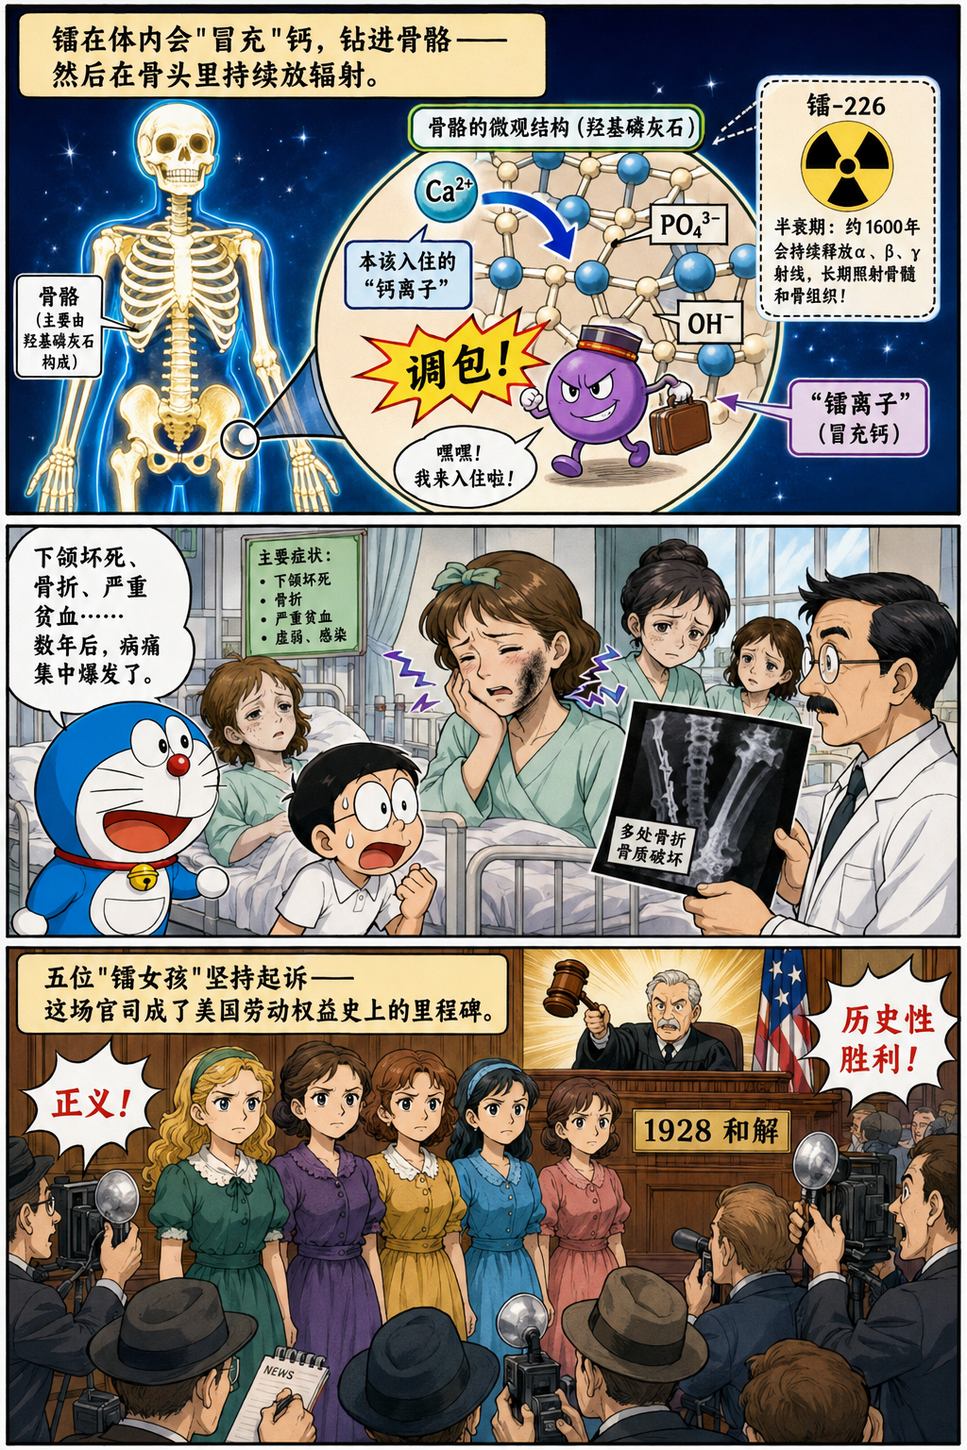 镭在体内会"冒充"钙，钻进骨骼——
然后在骨头里持续放辐射。
骨骼的微观结构（羟基磷灰石）
镭-226
半衰期：约1600年
会持续释放α、β、γ
射线，长期照射骨髓
和骨组织！
Ca²⁺
本该入住的
“钙离子”
PO₄³⁻
OH⁻
骨骼
（主要由
羟基磷灰石
构成）
调包！
嘿嘿！
我来入住啦！
“镭离子”
（冒充钙）
下颌坏死、
骨折、严重
贫血……
数年后，病痛
集中爆发了。
主要症状：
• 下颌坏死
• 骨折
• 严重贫血
• 虚弱、感染
多处骨折
骨质破坏
五位"镭女孩"坚持起诉——
这场官司成了美国劳动权益史上的里程碑。
正义！
历史性
胜利！
1928 和解
NEWS